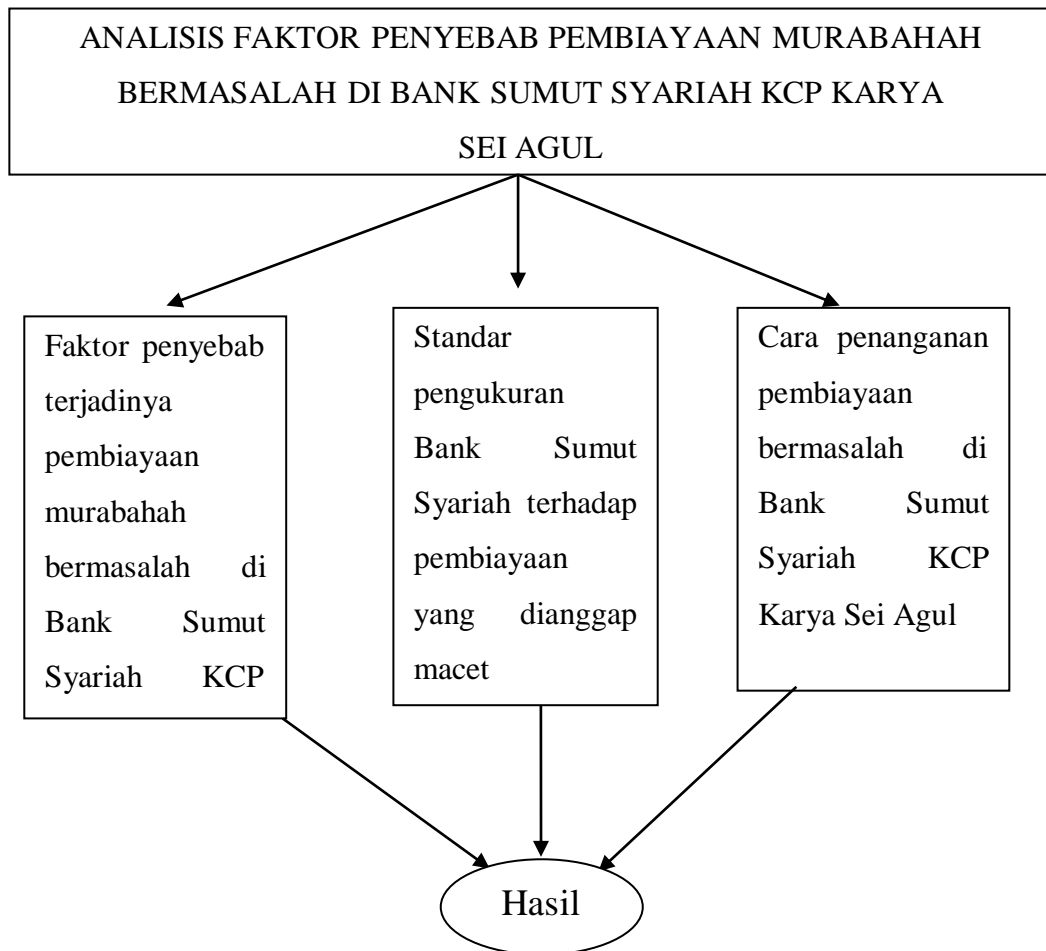 ANALISIS FAKTOR PENYEBAB PEMBIAYAAN MURABAHAH
BERMASALAH DI BANK SUMUT SYARIAH KCP KARYA
SEI AGUL
Faktor penyebab
terjadinya
pembiayaan
murabahah
bermasalah di
Bank Sumut
Syariah KCP
Standar
pengukuran
Bank Sumut
Syariah terhadap
pembiayaan
yang dianggap
macet
Cara penanganan
pembiayaan
bermasalah di
Bank Sumut
Syariah KCP
Karya Sei Agul
Hasil